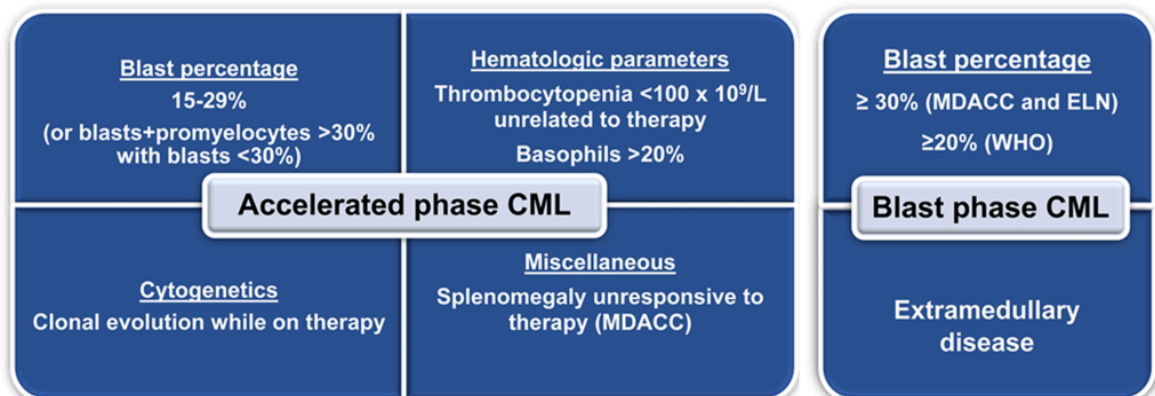 Blast percentage
15-29%
(or blasts+promyelocytes >30%
with blasts <30%)
Hematologic parameters
Thrombocytopenia <100 x 10⁹/L
unrelated to therapy
Basophils >20%
Accelerated phase CML
Cytogenetics
Clonal evolution while on therapy
Miscellaneous
Splenomegaly unresponsive to
therapy (MDACC)
Blast percentage
≥ 30% (MDACC and ELN)
≥20% (WHO)
Blast phase CML
Extramedullary
disease